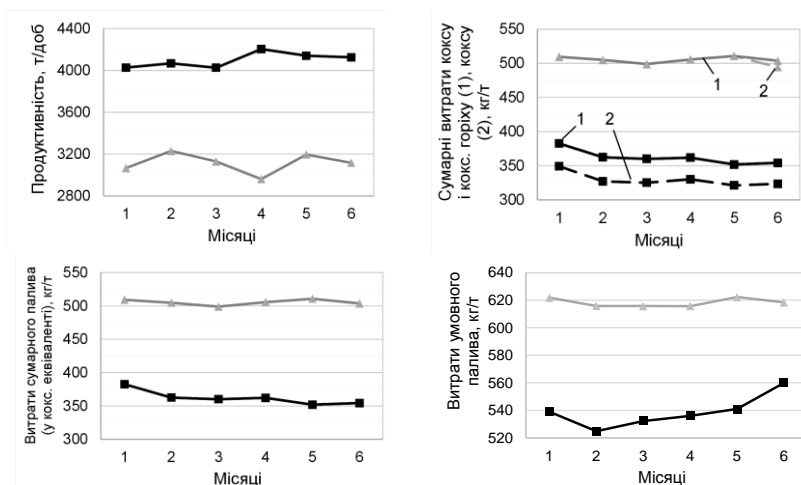 Продуктивність, т/доб
4400
4000
3600
3200
2800
1 2 3 4 5 6
Місяці
Сумарні витрати коксу
і кокс. горіху (1), коксу
(2), кг/т
550
500
450
400
350
300
1
2
1
2
1 2 3 4 5 6
Місяці
Витрати сумарного палива
(у кокс. еквіваленті), кг/т
550
500
450
400
350
300
1 2 3 4 5 6
Місяці
Витрати умовного
палива, кг/т
640
620
600
580
560
540
520
1 2 3 4 5 6
Місяці